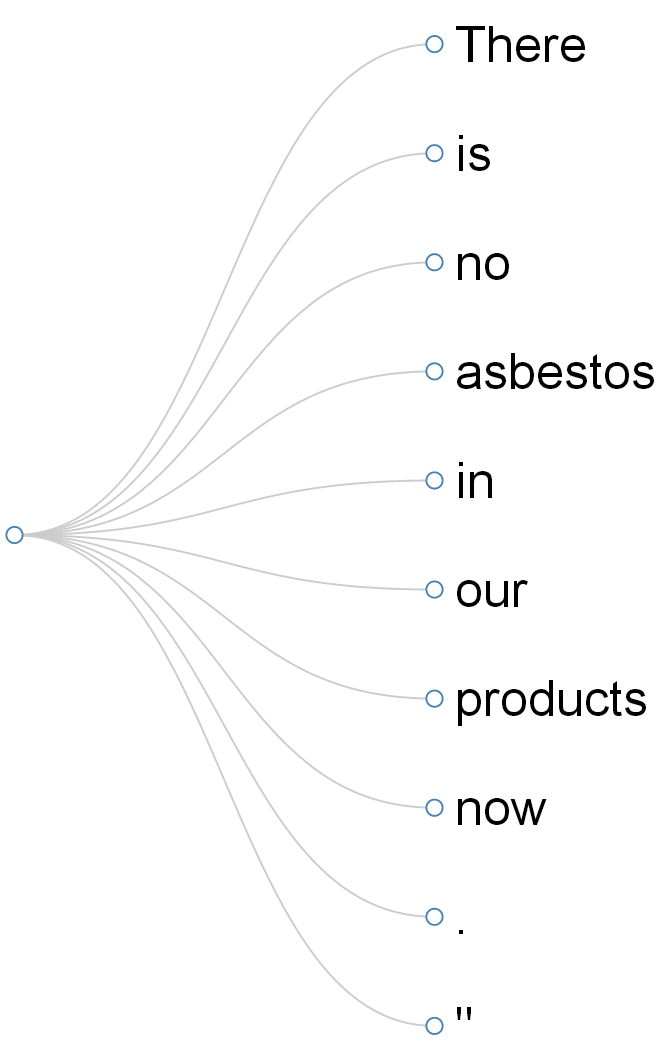 There
is
no
asbestos
in
our
products
now
.
"